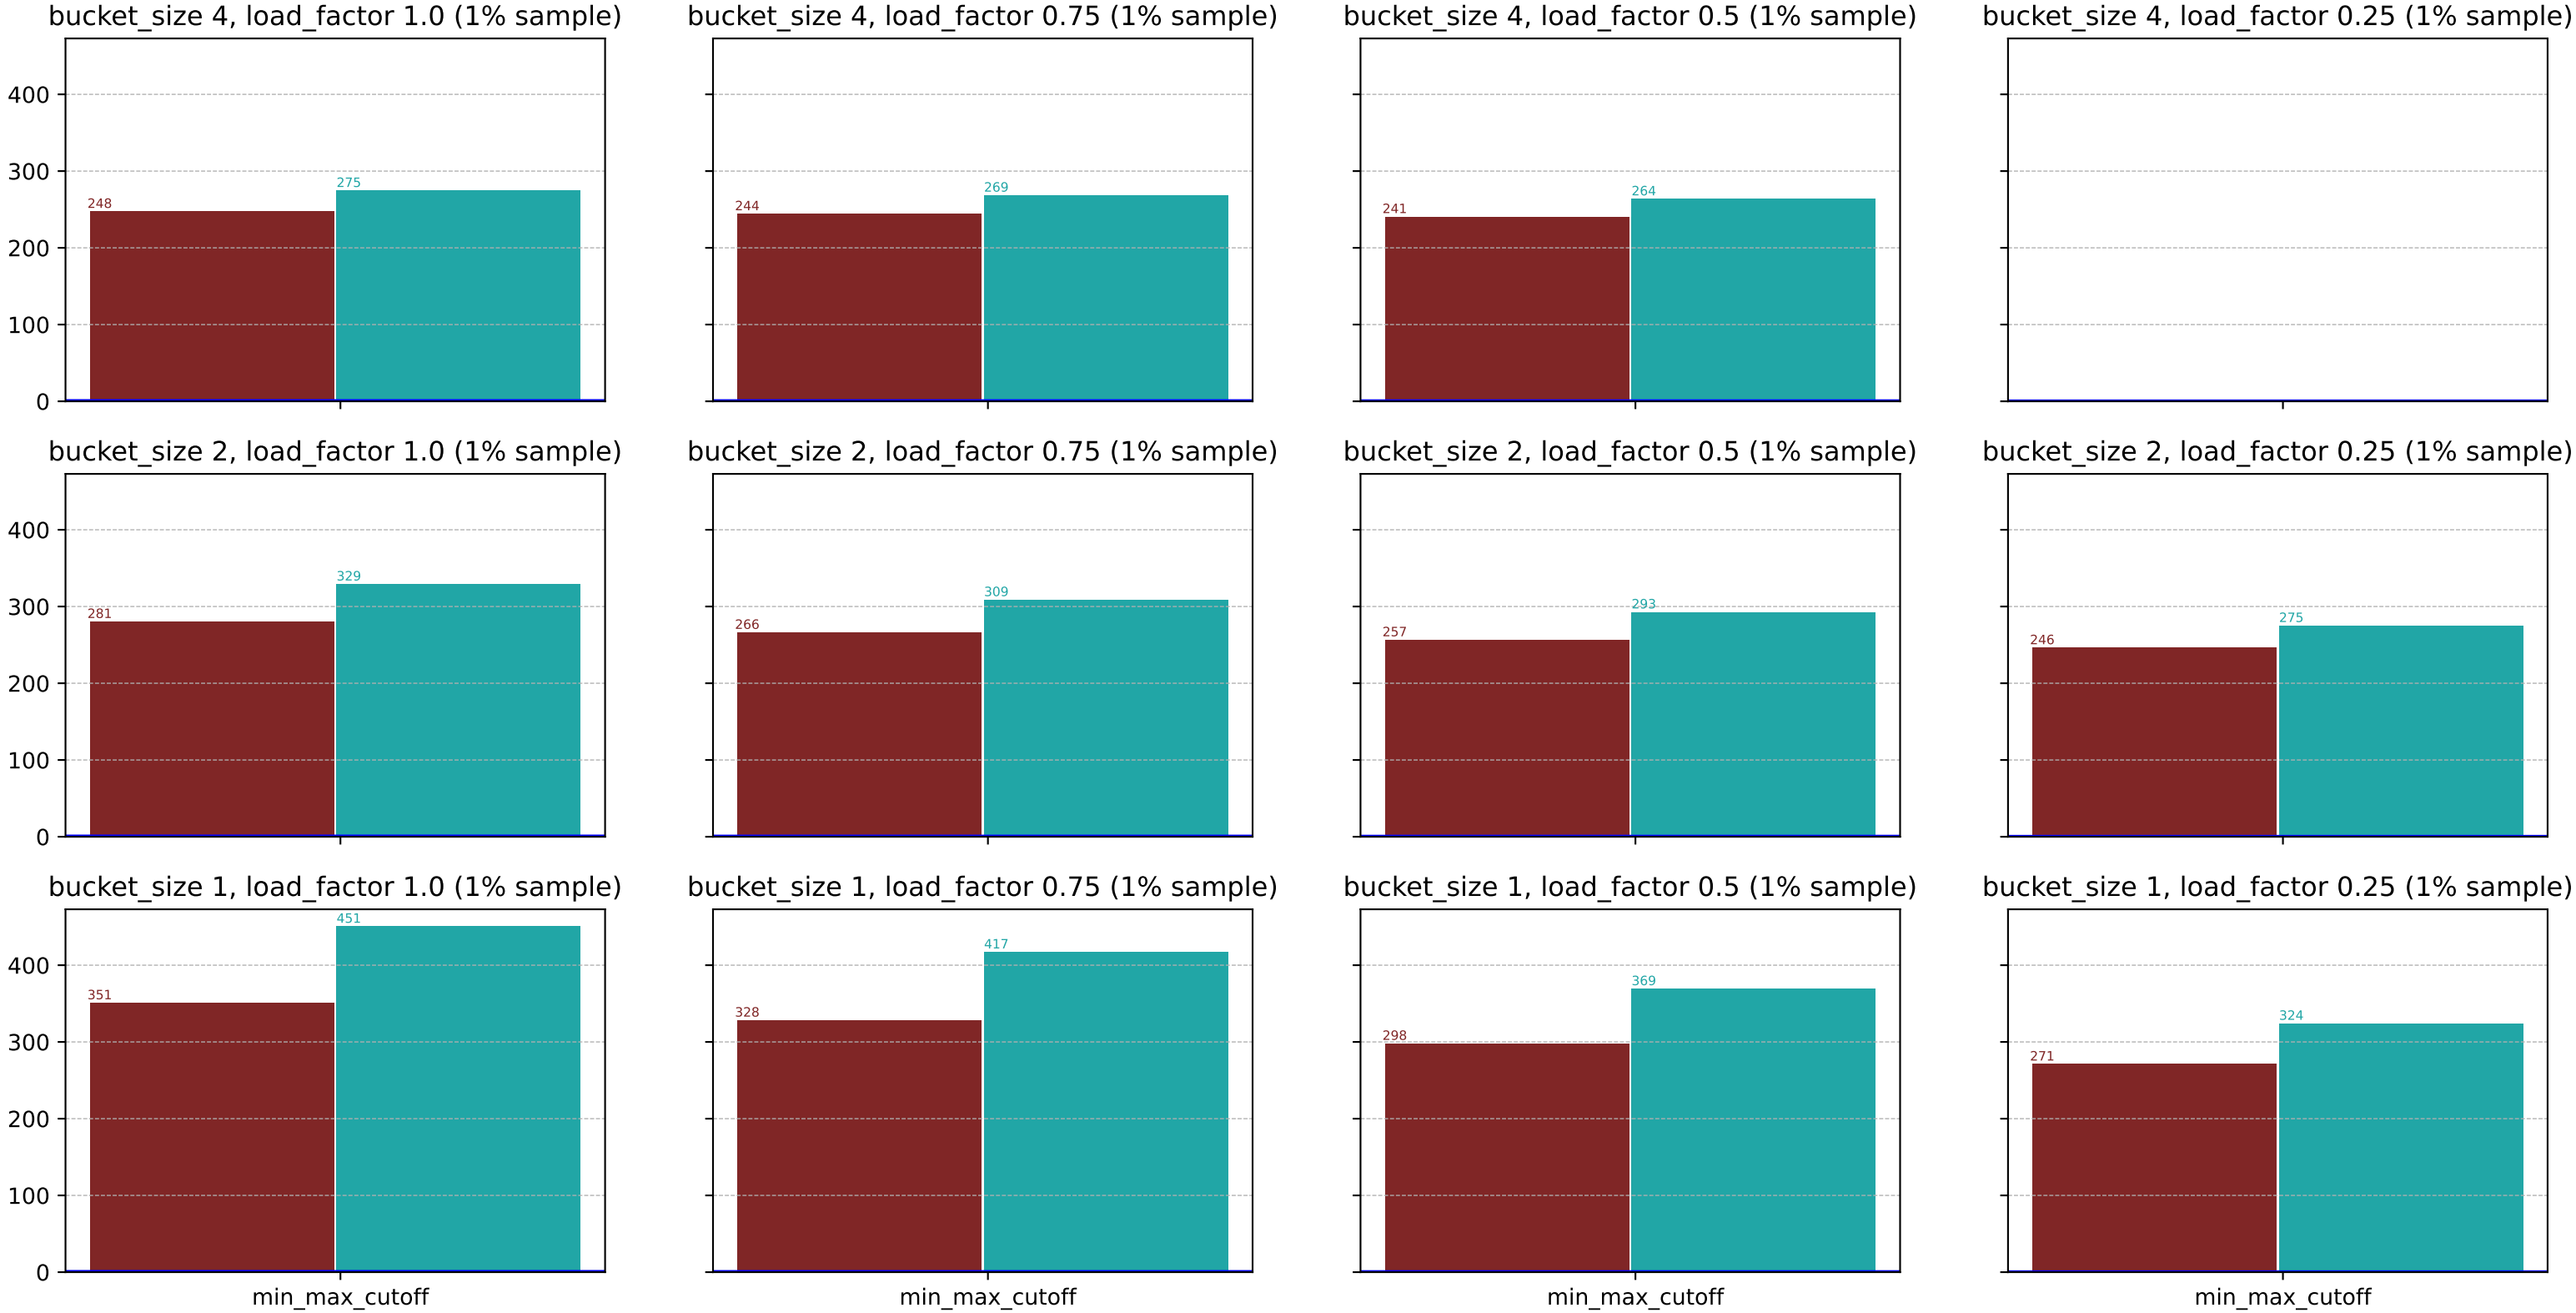 bucket_size 4, load_factor 1.0 (1% sample)
bucket_size 4, load_factor 0.75 (1% sample)
bucket_size 4, load_factor 0.5 (1% sample)
bucket_size 4, load_factor 0.25 (1% sample)
400
300
200
100
0
248
275
244
269
241
264
bucket_size 2, load_factor 1.0 (1% sample)
bucket_size 2, load_factor 0.75 (1% sample)
bucket_size 2, load_factor 0.5 (1% sample)
bucket_size 2, load_factor 0.25 (1% sample)
400
300
200
100
0
281
329
266
309
257
293
246
275
bucket_size 1, load_factor 1.0 (1% sample)
bucket_size 1, load_factor 0.75 (1% sample)
bucket_size 1, load_factor 0.5 (1% sample)
bucket_size 1, load_factor 0.25 (1% sample)
400
300
200
100
0
351
451
328
417
298
369
271
324
min_max_cutoff
min_max_cutoff
min_max_cutoff
min_max_cutoff